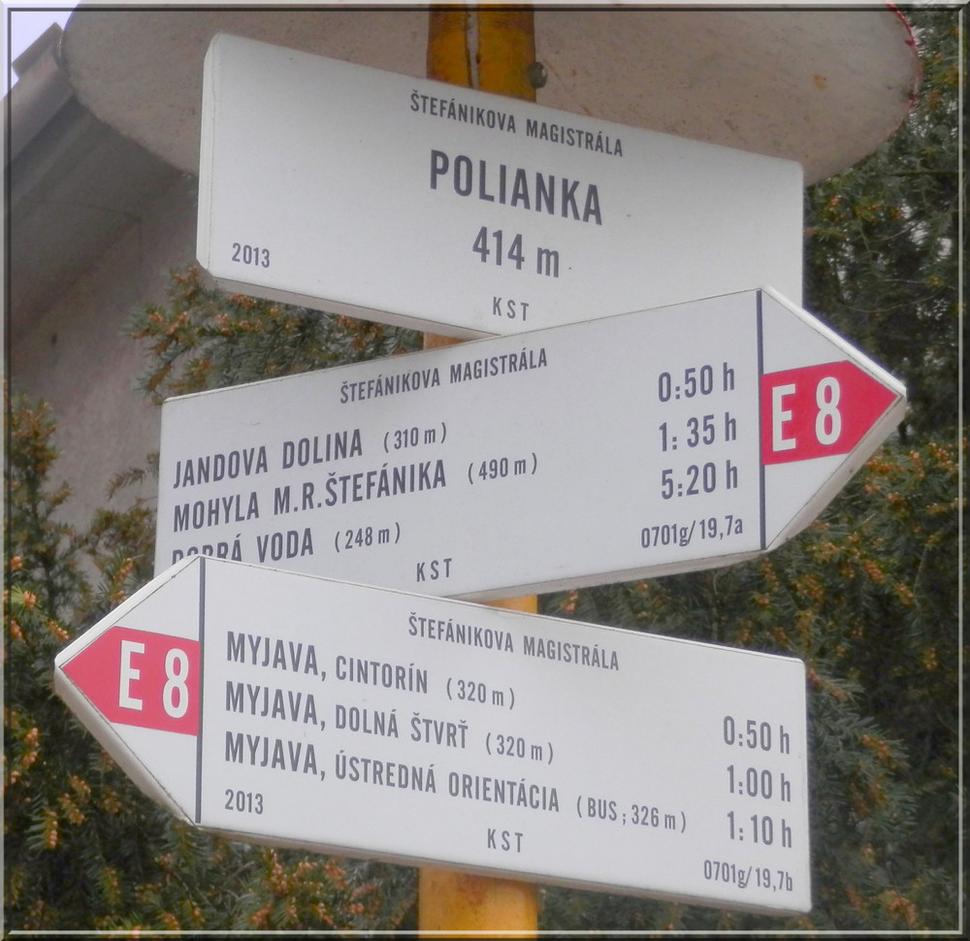 ŠTEFÁNIKOVA MAGISTRÁLA
POLIANKA
414 m
2013
KST
ŠTEFÁNIKOVA MAGISTRÁLA
JANDOVA DOLINA (310 m) 0:50 h
MOHYLA M.R.ŠTEFÁNIKA (490 m) 1:35 h
DOBRÁ VODA (248 m) 5:20 h
E 8
KST 0701g/19,7a
ŠTEFÁNIKOVA MAGISTRÁLA
E 8
MYJAVA, CINTORÍN (320 m) 0:50 h
MYJAVA, DOLNÁ ŠTVRŤ (320 m) 1:00 h
MYJAVA, ÚSTREDNÁ ORIENTÁCIA (BUS ; 326 m) 1:10 h
2013 KST 0701g/19,7b